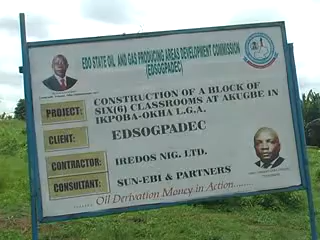 EDO STATE OIL AND GAS PRODUCING AREAS DEVELOPMENT COMMISSION
(EDSOGPADEC)
PROJECT: CONSTRUCTION OF A BLOCK OF
SIX(6) CLASSROOMS AT AKUGBE IN
IKPOBA-OKHA L.G.A.
CLIENT: EDSOGPADEC
CONTRACTOR: IREDOS NIG. LTD.
CONSULTANT: SUN-EBI & PARTNERS
...... Oil Derivation Money in Action........